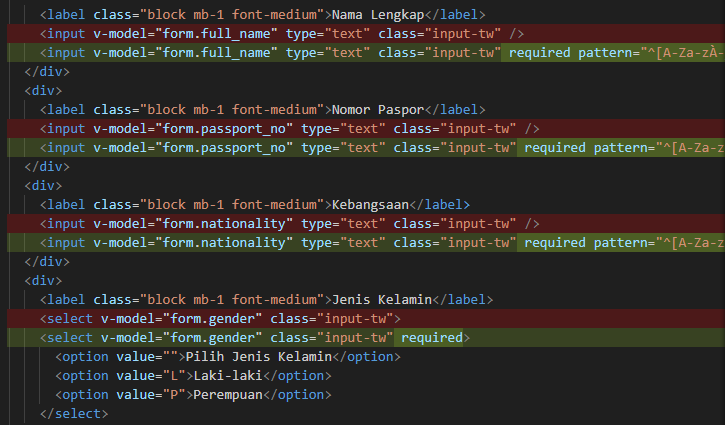 <label class="block mb-1 font-medium">Nama Lengkap</label>
<input v-model="form.full_name" type="text" class="input-tw" />
<input v-model="form.full_name" type="text" class="input-tw" required pattern="^[A-Za-zÀ-
</div>
<div>
<label class="block mb-1 font-medium">Nomor Paspor</label>
<input v-model="form.passport_no" type="text" class="input-tw" />
<input v-model="form.passport_no" type="text" class="input-tw" required pattern="^[A-Za-z
</div>
<div>
<label class="block mb-1 font-medium">Kebangsaan</label>
<input v-model="form.nationality" type="text" class="input-tw" />
<input v-model="form.nationality" type="text" class="input-tw" required pattern="^[A-Za-z
</div>
<div>
<label class="block mb-1 font-medium">Jenis Kelamin</label>
<select v-model="form.gender" class="input-tw">
<select v-model="form.gender" class="input-tw" required>
<option value="">Pilih Jenis Kelamin</option>
<option value="L">Laki-laki</option>
<option value="P">Perempuan</option>
</select>